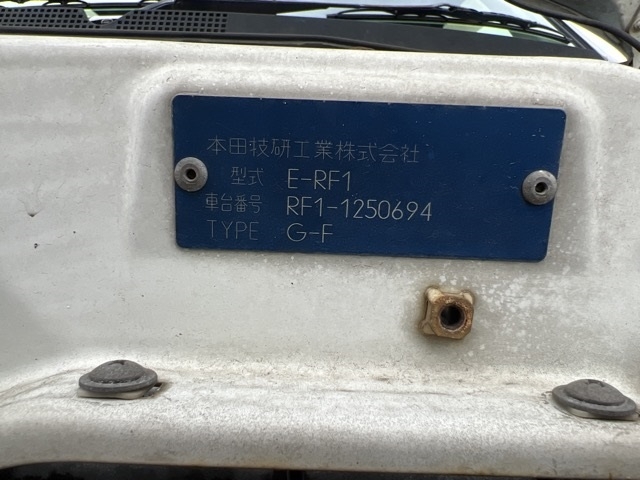 本田技研工業株式会社
型式 E-RF1
車台番号 RF1-1250694
TYPE G-F